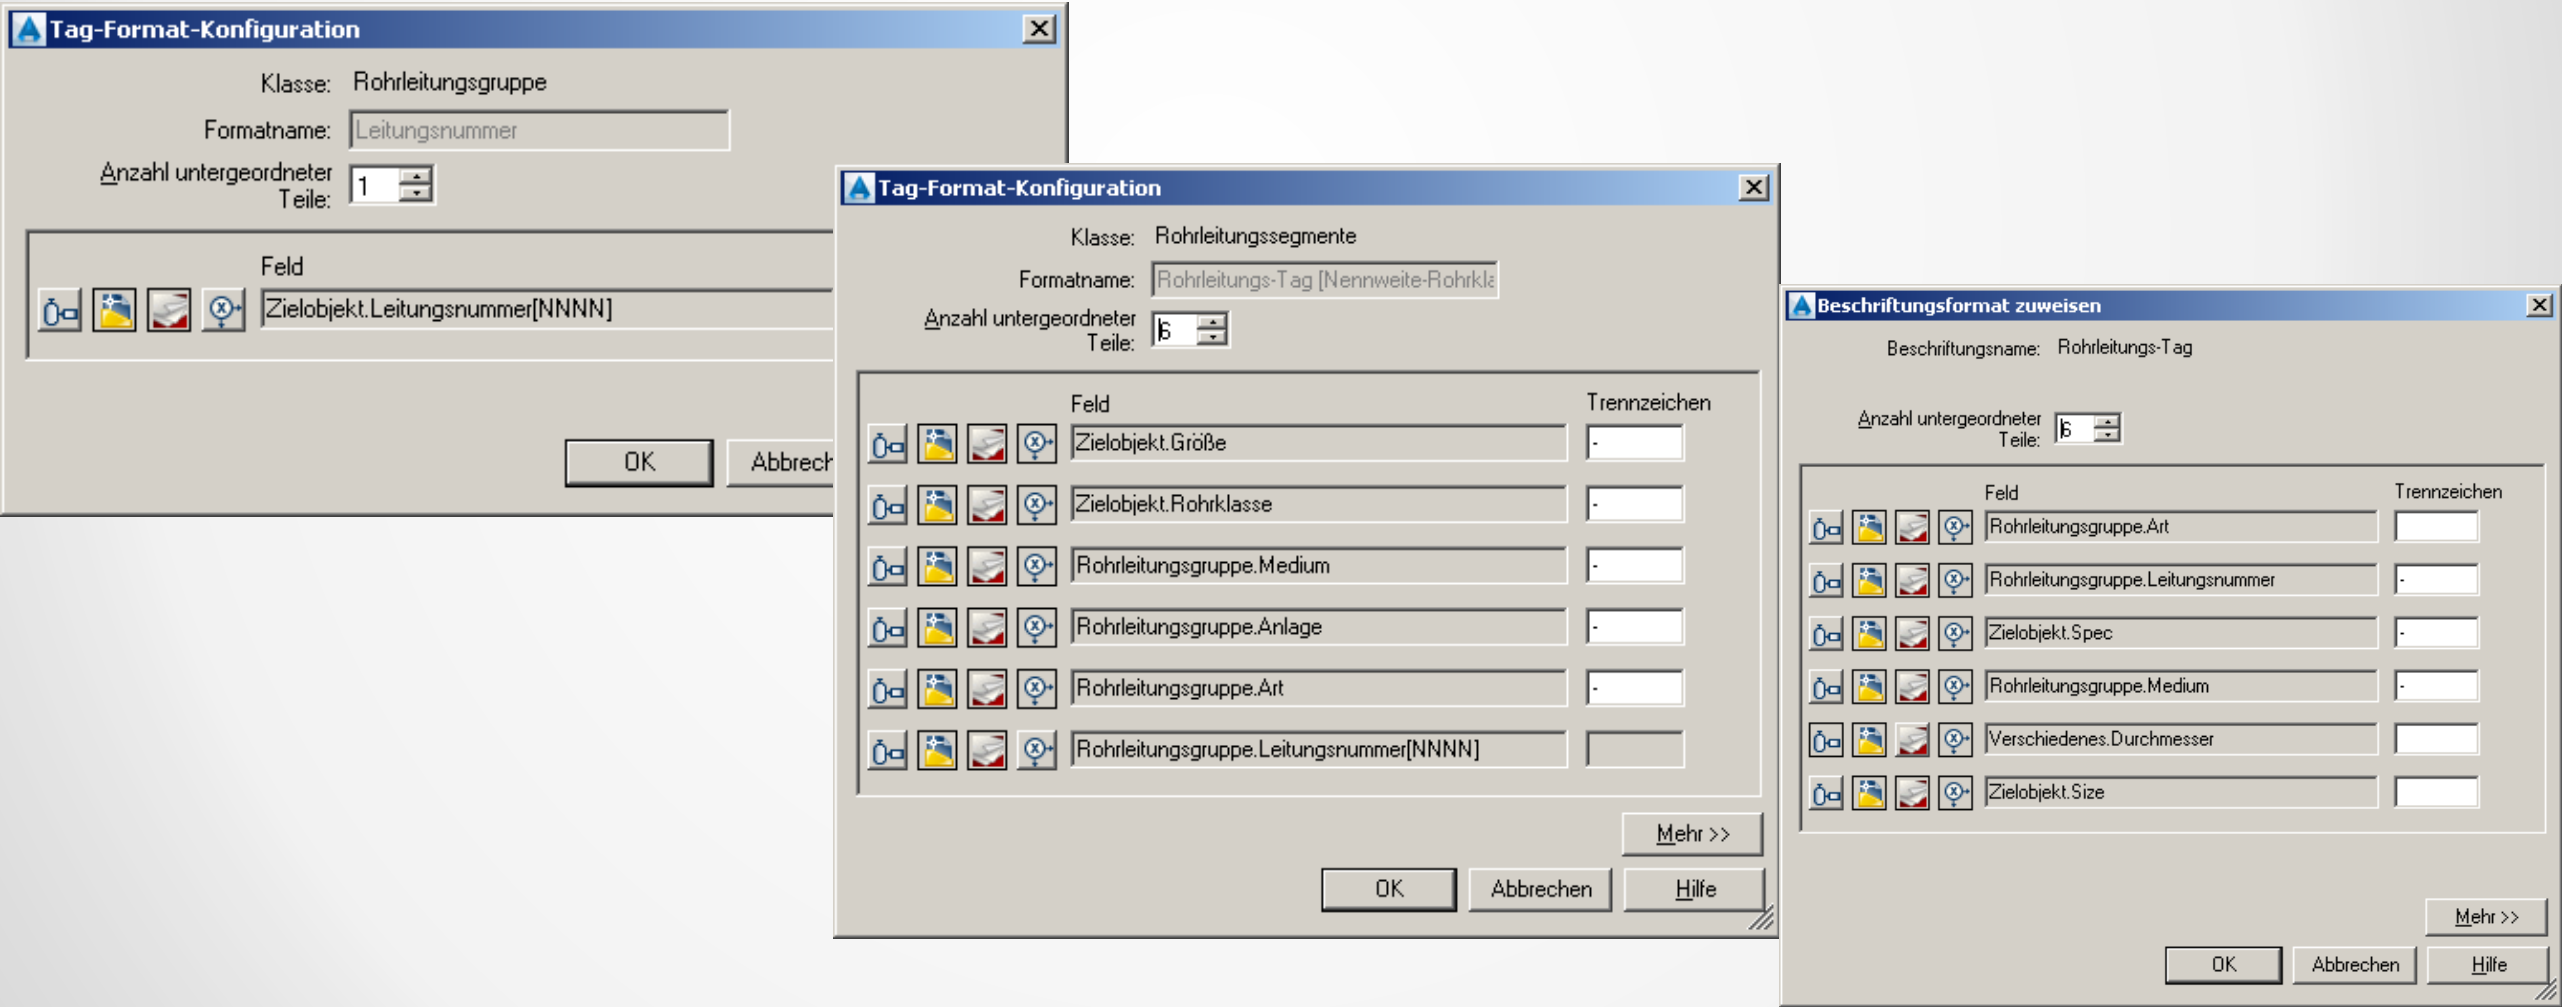 Tag-Format-Konfiguration
Klasse: Rohrleitungsgruppe
Formatname: Leitungsnummer
Anzahl untergeordneter
Teile: 1
Feld
Zielobjekt.Leitungsnummer[NNNN]
OK Abbrech
Tag-Format-Konfiguration
Klasse: Rohrleitungssegmente
Formatname: Rohrleitungs-Tag [Nennweite-Rohrkla
Anzahl untergeordneter
Teile: 6
Feld Trennzeichen
Zielobjekt.Größe -
Zielobjekt.Rohrklasse -
Rohrleitungsgruppe.Medium -
Rohrleitungsgruppe.Anlage -
Rohrleitungsgruppe.Art -
Rohrleitungsgruppe.Leitungsnummer[NNNN]
Mehr >>
OK Abbrechen Hilfe
Beschriftungsformat zuweisen
Beschriftungsname: Rohrleitungs-Tag
Anzahl untergeordneter
Teile: 6
Feld Trennzeichen
Rohrleitungsgruppe.Art
Rohrleitungsgruppe.Leitungsnummer -
Zielobjekt.Spec -
Rohrleitungsgruppe.Medium -
Verschiedenes.Durchmesser
Zielobjekt.Size
Mehr >>
OK Abbrechen Hilfe